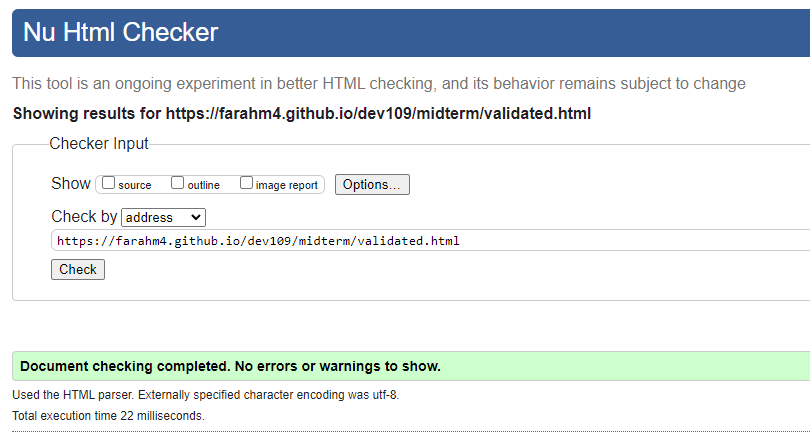 Nu Html Checker
This tool is an ongoing experiment in better HTML checking, and its behavior remains subject to change
Showing results for https://farahm4.github.io/dev109/midterm/validated.html
Checker Input
Show source outline image report Options...
Check by address
https://farahm4.github.io/dev109/midterm/validated.html
Check
Document checking completed. No errors or warnings to show.
Used the HTML parser. Externally specified character encoding was utf-8.
Total execution time 22 milliseconds.